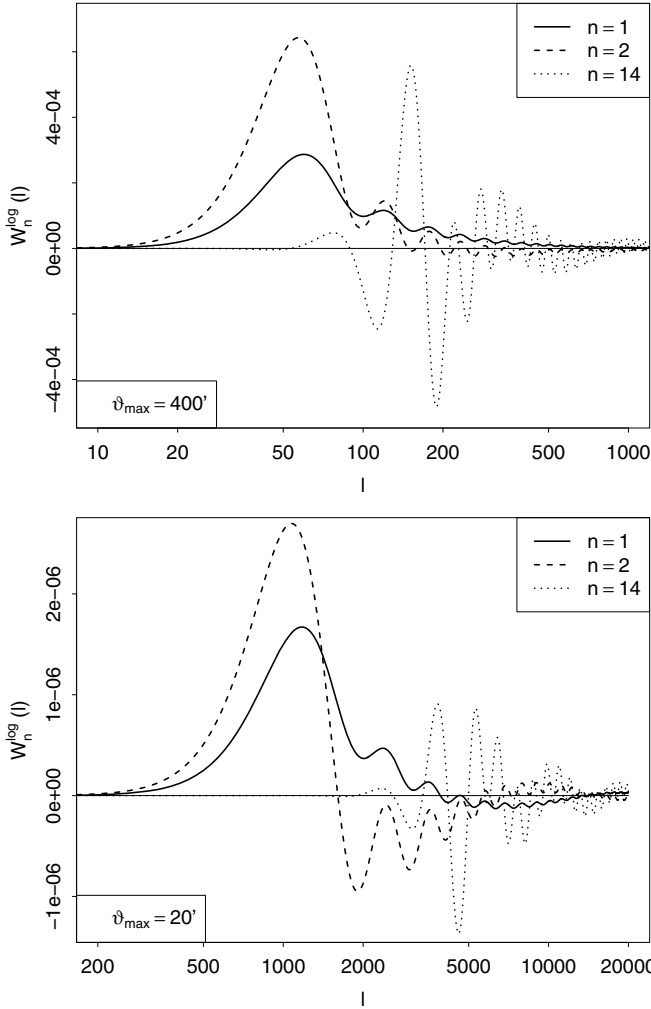 n = 1
n = 2
n = 14
4e−04
0e+00
−4e−04
W_n^log (l)
ϑmax = 400'
10 20 50 100 200 500 1000
l
n = 1
n = 2
n = 14
2e−06
1e−06
0e+00
−1e−06
W_n^log (l)
ϑmax = 20'
200 500 1000 2000 5000 10000 20000
l